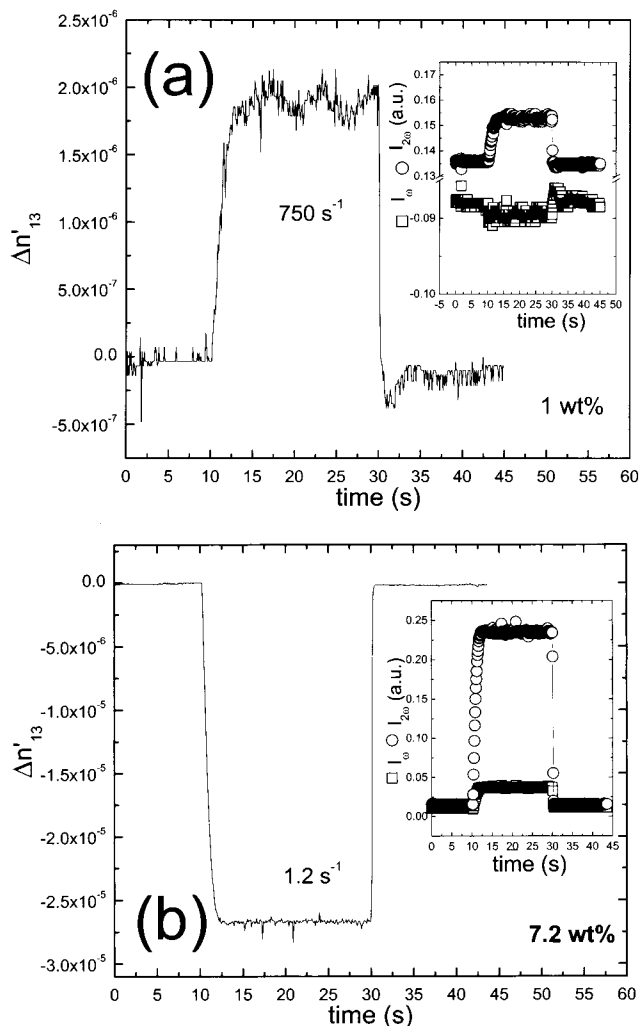 (a)
2.5x10⁻⁶
2.0x10⁻⁶
1.5x10⁻⁶
1.0x10⁻⁶
5.0x10⁻⁷
0.0
-5.0x10⁻⁷
Δn'₁₃
750 s⁻¹
1 wt%
0 5 10 15 20 25 30 35 40 45 50 55 60
time (s)
0.17
0.16
0.15
0.14
0.13
-0.09
-0.10
□ I_ω ○ I_2ω (a.u.)
-5 0 5 10 15 20 25 30 35 40 45 50
time (s)
0.0
-5.0x10⁻⁶
-1.0x10⁻⁵
-1.5x10⁻⁵
-2.0x10⁻⁵
-2.5x10⁻⁵
-3.0x10⁻⁵
Δn'₁₃
1.2 s⁻¹
(b)
7.2 wt%
0 5 10 15 20 25 30 35 40 45 50 55 60
time (s)
0.25
0.20
0.15
0.10
0.05
0.00
□ I_ω ○ I_2ω (a.u.)
0 5 10 15 20 25 30 35 40 45
time (s)